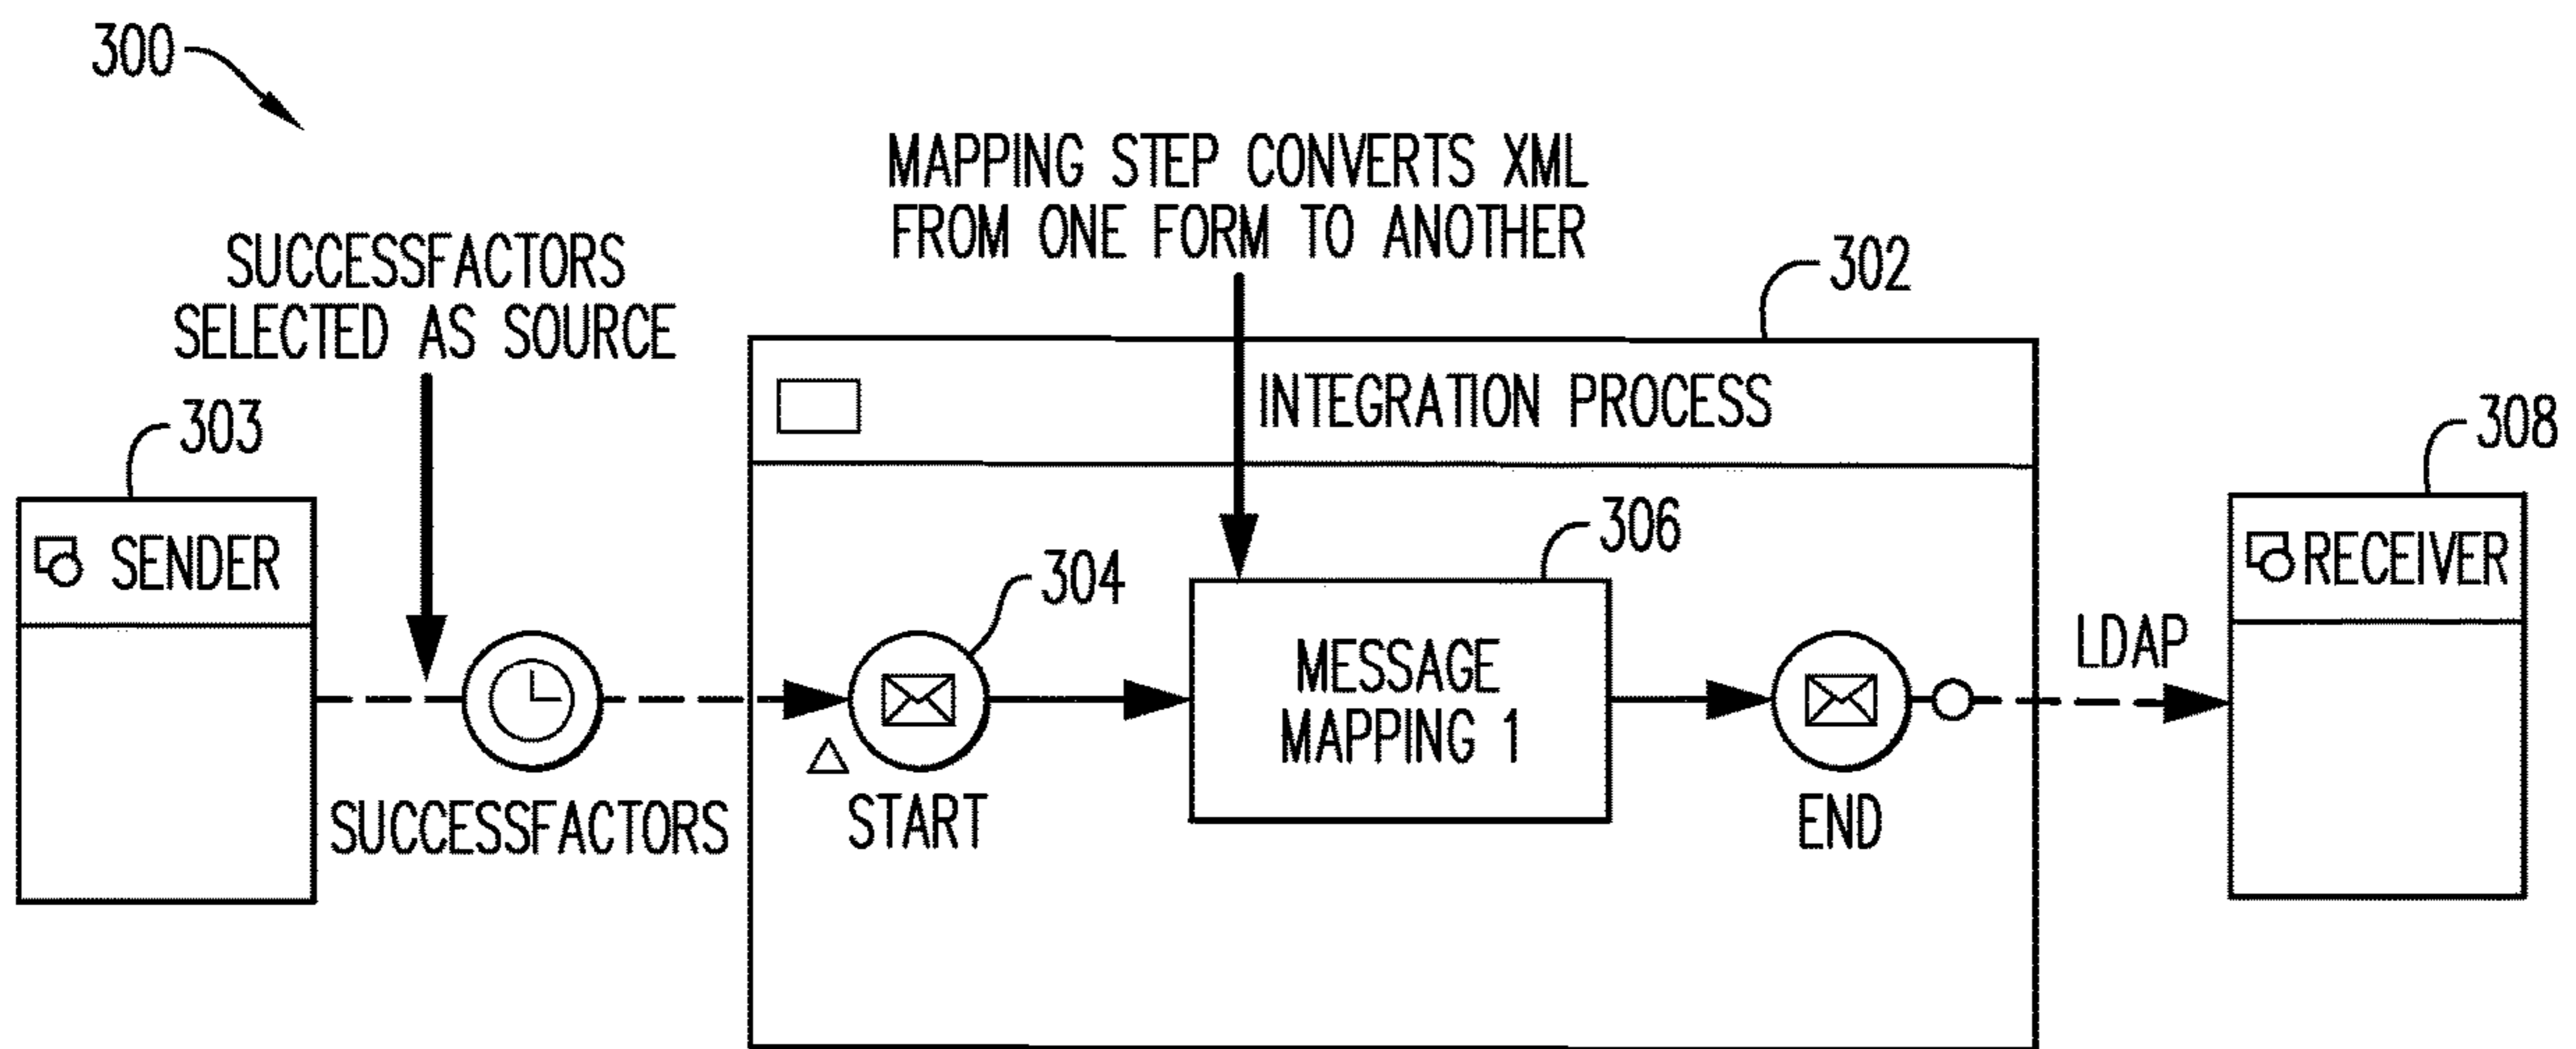 300
MAPPING STEP CONVERTS XML
FROM ONE FORM TO ANOTHER
SUCCESSFACTORS
SELECTED AS SOURCE
302
INTEGRATION PROCESS
303
308
SENDER
RECEIVER
304
306
MESSAGE
MAPPING 1
LDAP
SUCCESSFACTORS
START
END